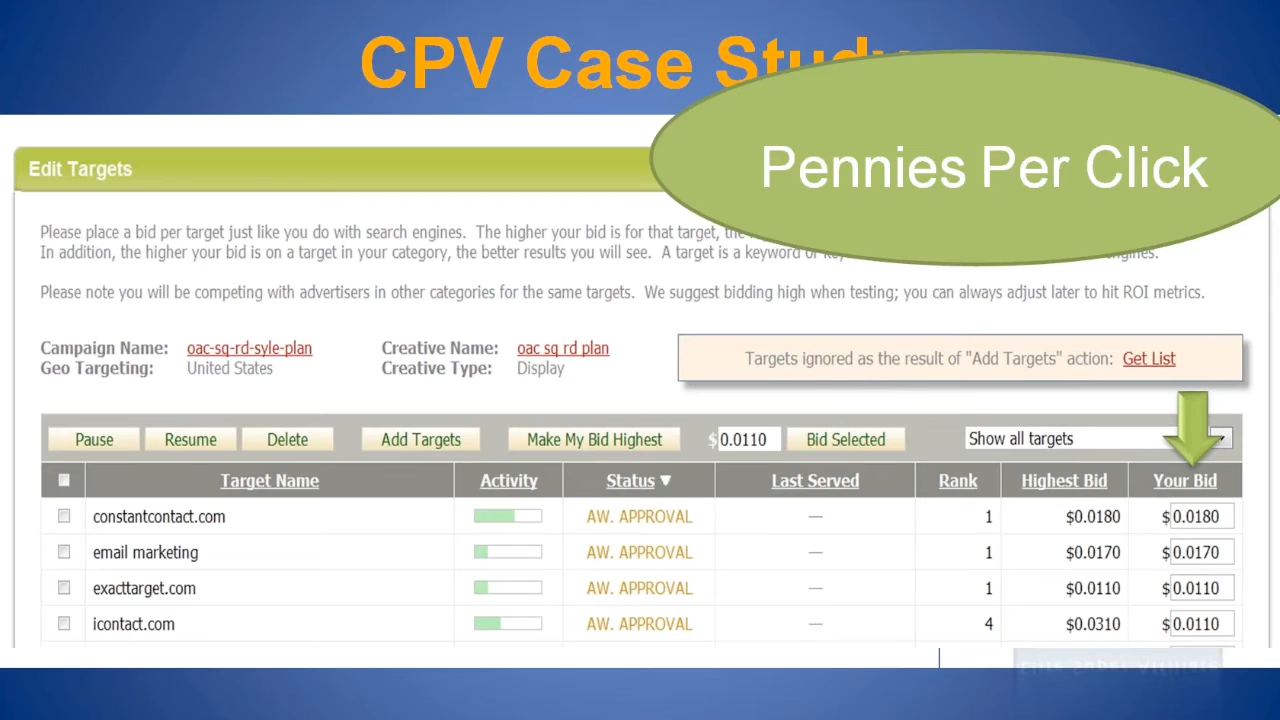 CPV Case Study
Pennies Per Click
Edit Targets
Please place a bid per target just like you do with search engines. The higher your bid is for that target, the
In addition, the higher your bid is on a target in your category, the better results you will see. A target is a keyword or
Please note you will be competing with advertisers in other categories for the same targets. We suggest bidding high when testing; you can always adjust later to hit ROI metrics.
Campaign Name: oac-sq-rd-syle-plan Creative Name: oac sq rd plan
Geo Targeting: United States Creative Type: Display
Targets ignored as the result of "Add Targets" action: Get List
Pause Resume Delete Add Targets Make My Bid Highest $0.0110 Bid Selected Show all targets
Target Name Activity Status▼ Last Served Rank Highest Bid Your Bid
constantcontact.com AW. APPROVAL — 1 $0.0180 $0.0180
email marketing AW. APPROVAL — 1 $0.0170 $0.0170
exacttarget.com AW. APPROVAL — 1 $0.0110 $0.0110
icontact.com AW. APPROVAL — 4 $0.0310 $0.0110